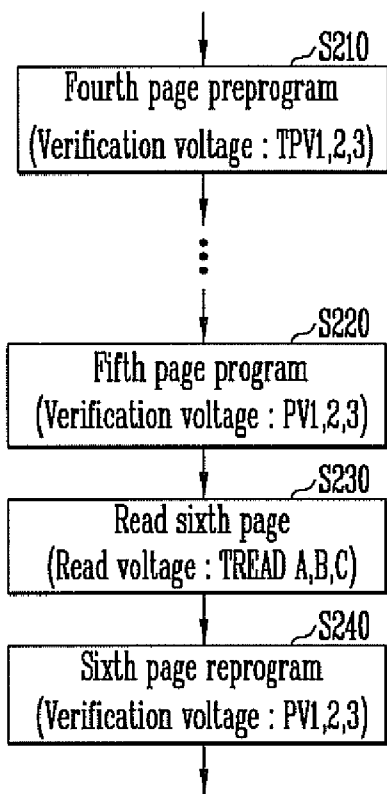 S210
Fourth page preprogram
(Verification voltage : TPV1,2,3)
S220
Fifth page program
(Verification voltage : PV1,2,3)
S230
Read sixth page
(Read voltage : TREAD A,B,C)
S240
Sixth page reprogram
(Verification voltage : PV1,2,3)